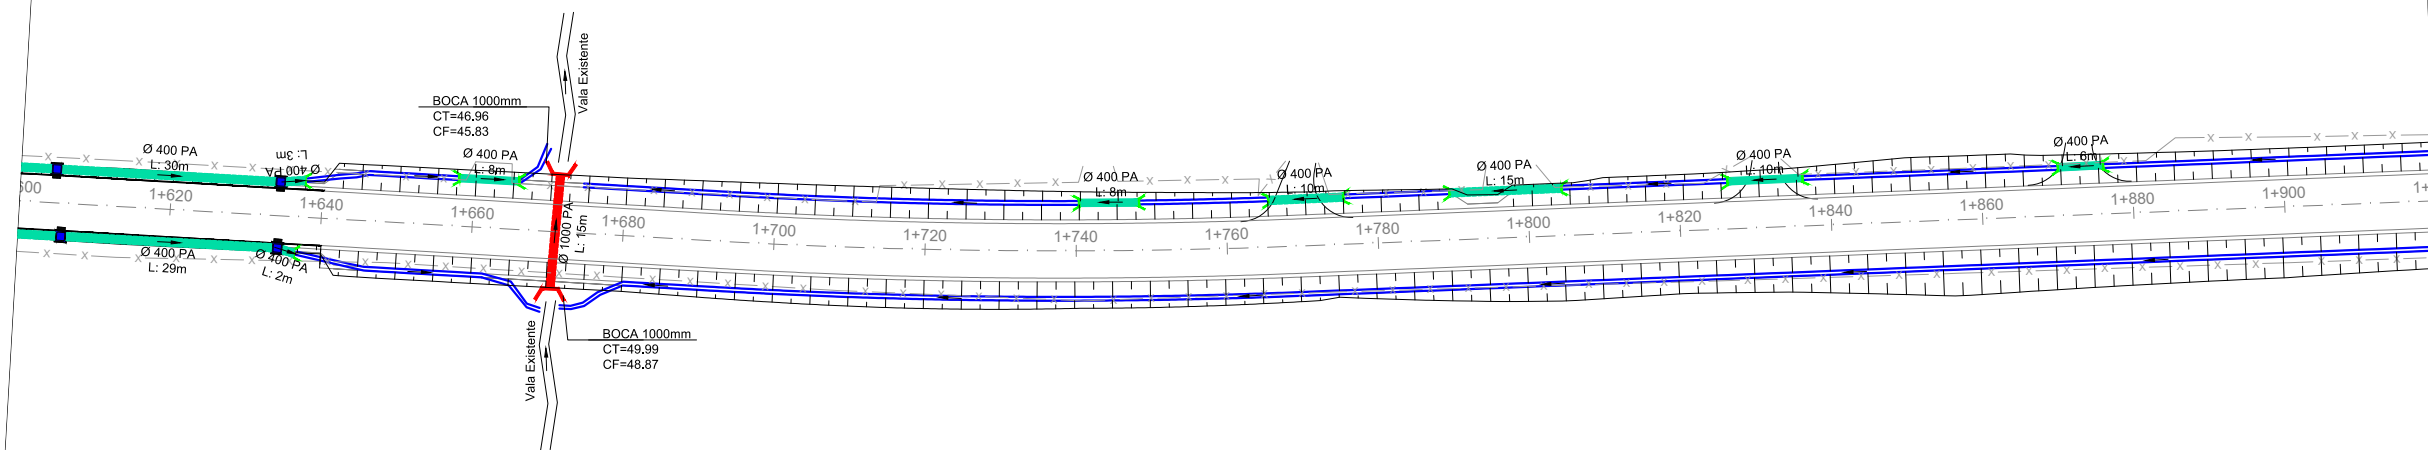 Vala Existente
BOCA 1000mm
CT=46.96
CF=45.83
Ø 400 PA
L: 30m
Ø 400 PA
L: 3m
Ø 400 PA
L: 8m
Ø 400 PA
L: 8m
Ø 400 PA
L: 10m
Ø 400 PA
L: 15m
Ø 400 PA
L: 10m
Ø 400 PA
L: 6m
1+620
1+640
1+660
1+680
1+700
1+720
1+740
1+760
1+780
1+800
1+820
1+840
1+860
1+880
1+900
Ø 1000 PA
L: 15m
Ø 400 PA
L: 29m
Ø 400 PA
L: 2m
BOCA 1000mm
CT=49.99
CF=48.87
Vala Existente